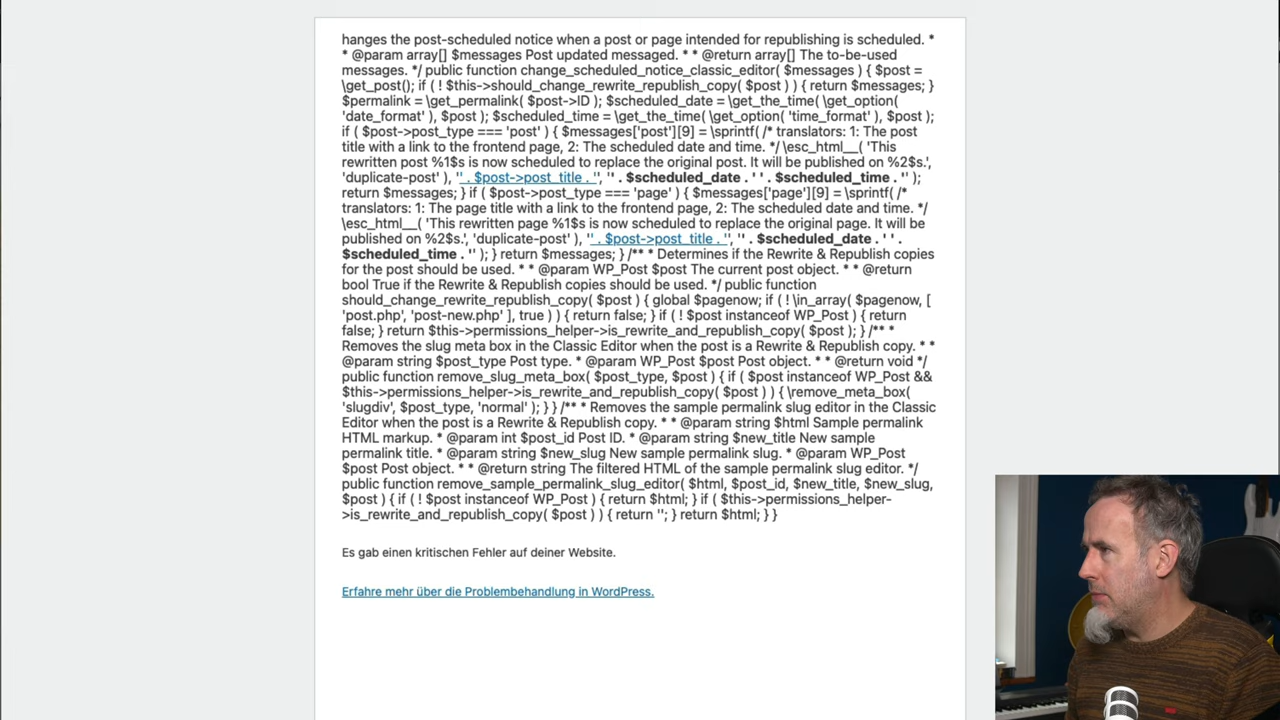 hanges the post-scheduled notice when a post or page intended for republishing is scheduled. *
* @param array[] $messages Post updated messaged. * * @return array[] The to-be-used
messages. */ public function change_scheduled_notice_classic_editor( $messages ) { $post =
\get_post(); if ( ! $this->should_change_rewrite_republish_copy( $post ) ) { return $messages; }
$permalink = \get_permalink( $post->ID ); $scheduled_date = \get_the_time( \get_option(
'date_format' ), $post ); $scheduled_time = \get_the_time( \get_option( 'time_format' ), $post );
if ( $post->post_type === 'post' ) { $messages['post'][9] = \sprintf( /* translators: 1: The post
title with a link to the frontend page, 2: The scheduled date and time. */ \esc_html__( 'This
rewritten post %1$s is now scheduled to replace the original post. It will be published on %2$s.',
'duplicate-post' ), '' . $post->post_title . '', '' . $scheduled_date . ' ' . $scheduled_time . '' );
return $messages; } if ( $post->post_type === 'page' ) { $messages['page'][9] = \sprintf( /*
translators: 1: The page title with a link to the frontend page, 2: The scheduled date and time. */
\esc_html__( 'This rewritten page %1$s is now scheduled to replace the original page. It will be
published on %2$s.', 'duplicate-post' ), '' . $post->post_title . '', '' . $scheduled_date . ' ' .
$scheduled_time . '' ); } return $messages; } /** * Determines if the Rewrite & Republish copies
for the post should be used. * * @param WP_Post $post The current post object. * * @return
bool True if the Rewrite & Republish copies should be used. */ public function
should_change_rewrite_republish_copy( $post ) { global $pagenow; if ( ! \in_array( $pagenow, [
'post.php', 'post-new.php' ], true ) ) { return false; } if ( ! $post instanceof WP_Post ) { return
false; } return $this->permissions_helper->is_rewrite_and_republish_copy( $post ); } /** *
Removes the slug meta box in the Classic Editor when the post is a Rewrite & Republish copy. * *
@param string $post_type Post type. * @param WP_Post $post Post object. * * @return void */
public function remove_slug_meta_box( $post_type, $post ) { if ( $post instanceof WP_Post &&
$this->permissions_helper->is_rewrite_and_republish_copy( $post ) ) { \remove_meta_box(
'slugdiv', $post_type, 'normal' ); } } /** * Removes the sample permalink slug editor in the Classic
Editor when the post is a Rewrite & Republish copy. * * @param string $html Sample permalink
HTML markup. * @param int $post_id Post ID. * @param string $new_title New sample
permalink title. * @param string $new_slug New sample permalink slug. * @param WP_Post
$post Post object. * * @return string The filtered HTML of the sample permalink slug editor. */
public function remove_sample_permalink_slug_editor( $html, $post_id, $new_title, $new_slug,
$post ) { if ( ! $post instanceof WP_Post ) { return $html; } if ( $this->permissions_helper-
>is_rewrite_and_republish_copy( $post ) ) { return ''; } return $html; } }
Es gab einen kritischen Fehler auf deiner Website.
Erfahre mehr über die Problembehandlung in WordPress.